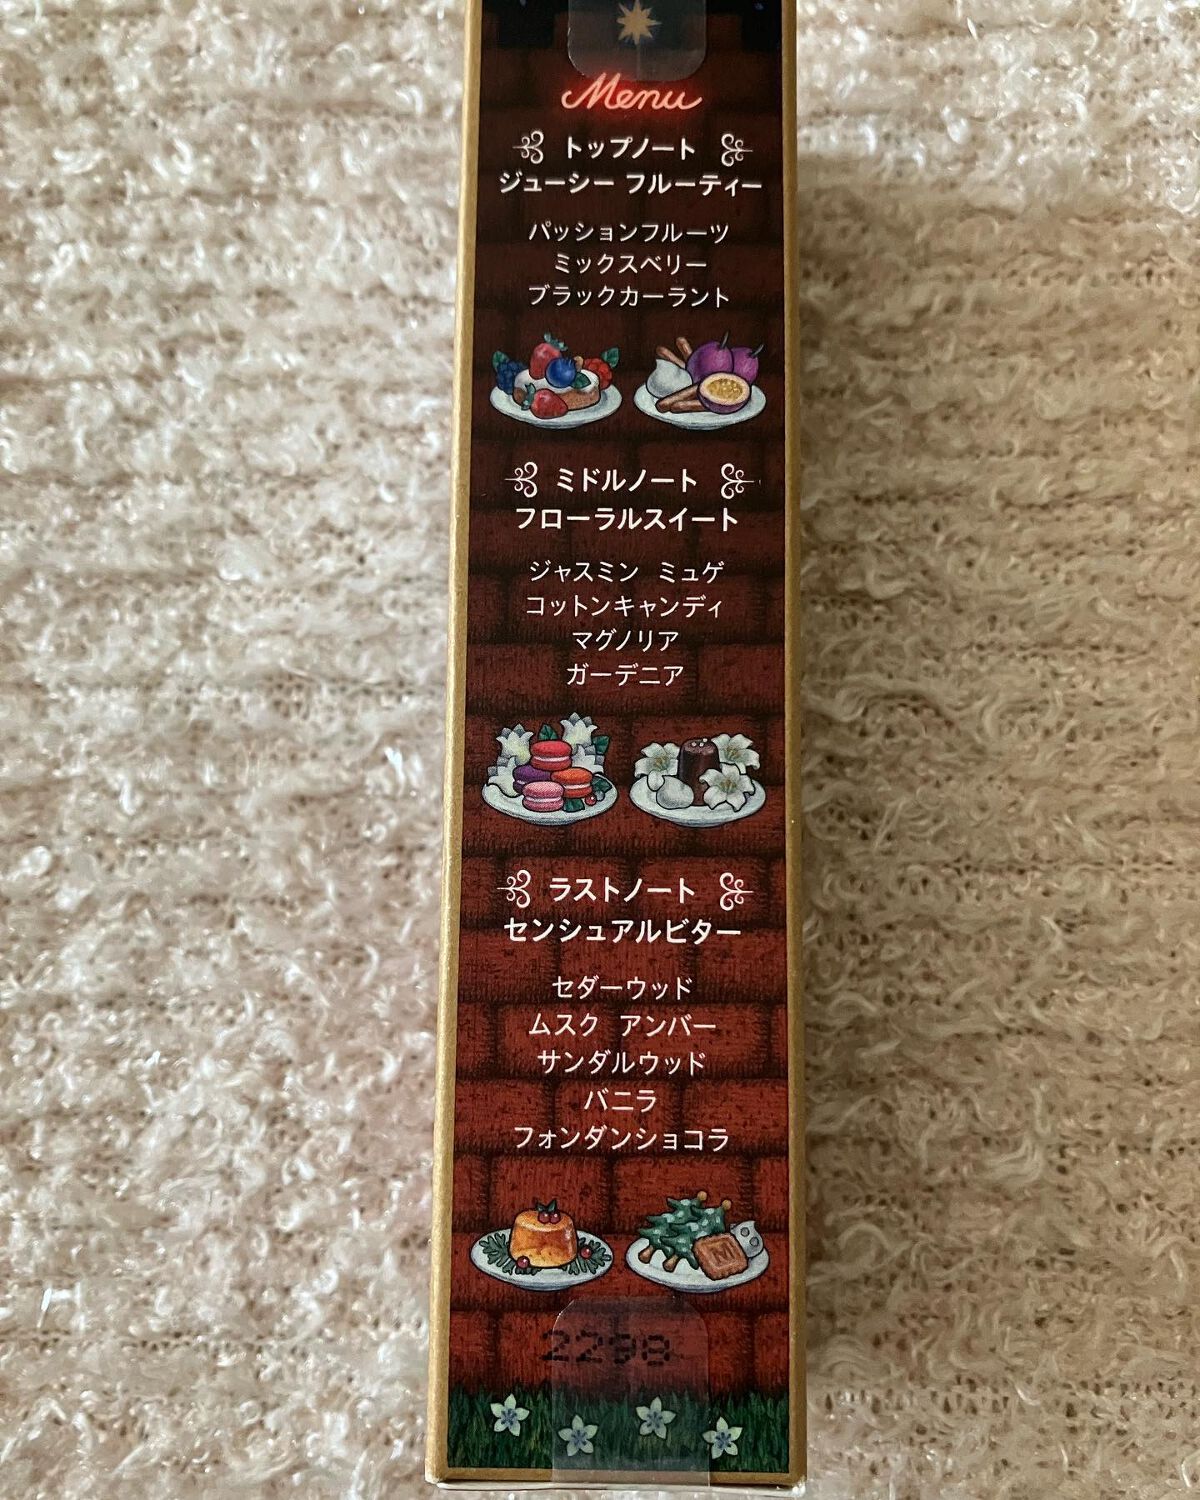 Menu
トップノート
ジューシー フルーティー
パッションフルーツ
ミックスベリー
ブラックカーラント
ミドルノート
フローラルスイート
ジャスミン ミュゲ
コットンキャンディ
マグノリア
ガーデニア
ラストノート
センシュアルビター
セダーウッド
ムスク アンバー
サンダルウッド
バニラ
フォンダンショコラ
M
2298